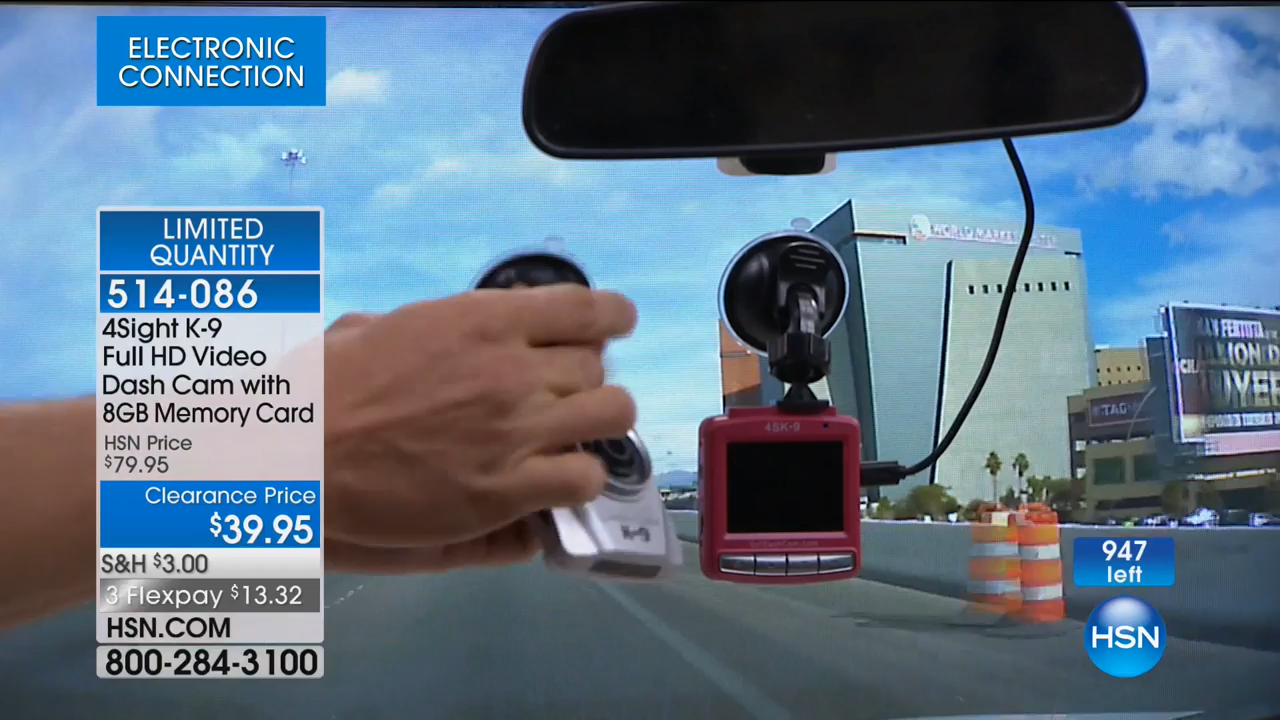 ELECTRONIC
CONNECTION
LIMITED
QUANTITY
514-086
4Sight K-9
Full HD Video
Dash Cam with
8GB Memory Card
HSN Price
$79.95
Clearance Price
$39.95
S&H $3.00
3 Flexpay $13.32
HSN.COM
800-284-3100
WORLD MARKET CENTER
4SK-9
K-9
947
left
HSN